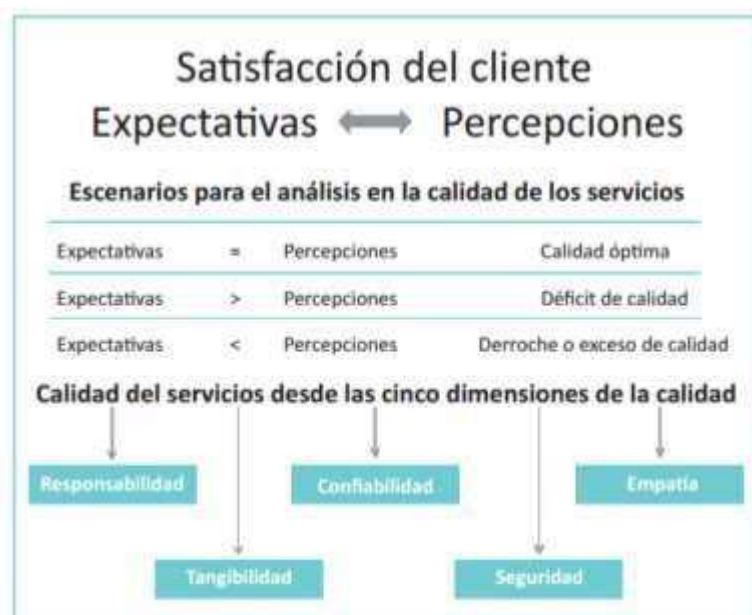 Satisfacción del cliente
Expectativas ⟷ Percepciones
Escenarios para el análisis en la calidad de los servicios
Expectativas = Percepciones Calidad óptima
Expectativas > Percepciones Déficit de calidad
Expectativas < Percepciones Derroche o exceso de calidad
Calidad del servicios desde las cinco dimensiones de la calidad
Responsabilidad Confiabilidad Empatía
Tangibilidad Seguridad